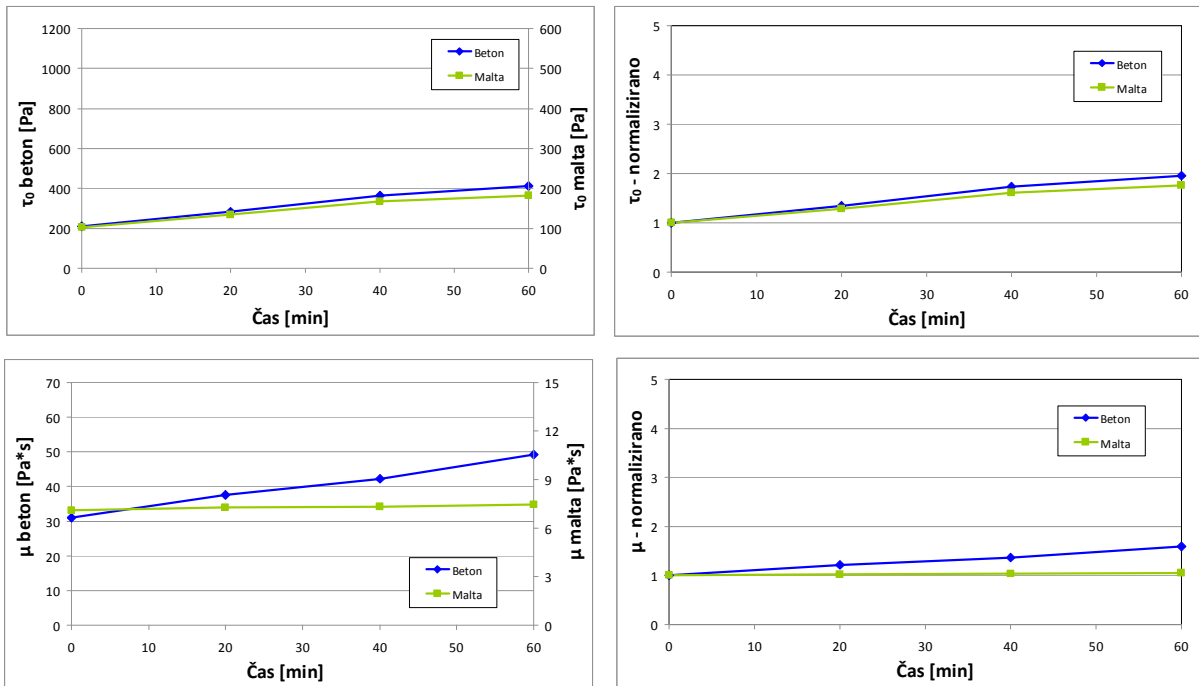 1200
1000
800
600
400
200
0
600
500
400
300
200
100
0
τ₀ beton [Pa]
τ₀ malta [Pa]
Beton
Malta
0 10 20 30 40 50 60
Čas [min]
5
4
3
2
1
0
τ₀ - normalizirano
Beton
Malta
0 10 20 30 40 50 60
Čas [min]
70
60
50
40
30
20
10
0
15
12
9
6
3
0
μ beton [Pa*s]
μ malta [Pa*s]
Beton
Malta
0 10 20 30 40 50 60
Čas [min]
5
4
3
2
1
0
μ - normalizirano
Beton
Malta
0 10 20 30 40 50 60
Čas [min]